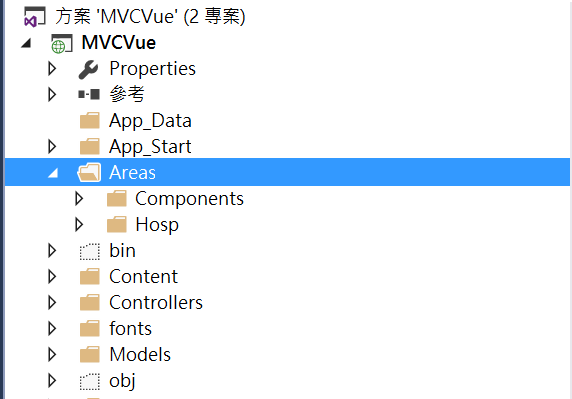 方案 'MVCVue' (2 專案)
MVCVue
Properties
參考
App_Data
App_Start
Areas
Components
Hosp
bin
Content
Controllers
fonts
Models
obj